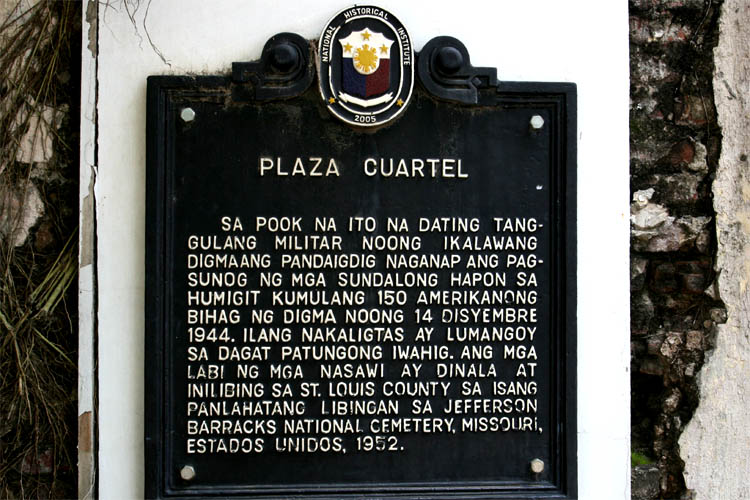 NATIONAL HISTORICAL INSTITUTE
2005
PLAZA CUARTEL
SA POOK NA ITO NA DATING TANG-
GULANG MILITAR NOONG IKALAWANG
DIGMAANG PANDAIGDIG NAGANAP ANG PAG-
SUNOG NG MGA SUNDALONG HAPON SA
HUMIGIT KUMULANG 150 AMERIKANONG
BIHAG NG DIGMA NOONG 14 DISYEMBRE
1944. ILANG NAKALIGTAS AY LUMANGOY
SA DAGAT PATUNGONG IWAHIG. ANG MGA
LABI NG MGA NASAWI AY DINALA AT
INILIBING SA ST. LOUIS COUNTY SA ISANG
PANLAHATANG LIBINGAN SA JEFFERSON
BARRACKS NATIONAL CEMETERY, MISSOURI,
ESTADOS UNIDOS, 1952.